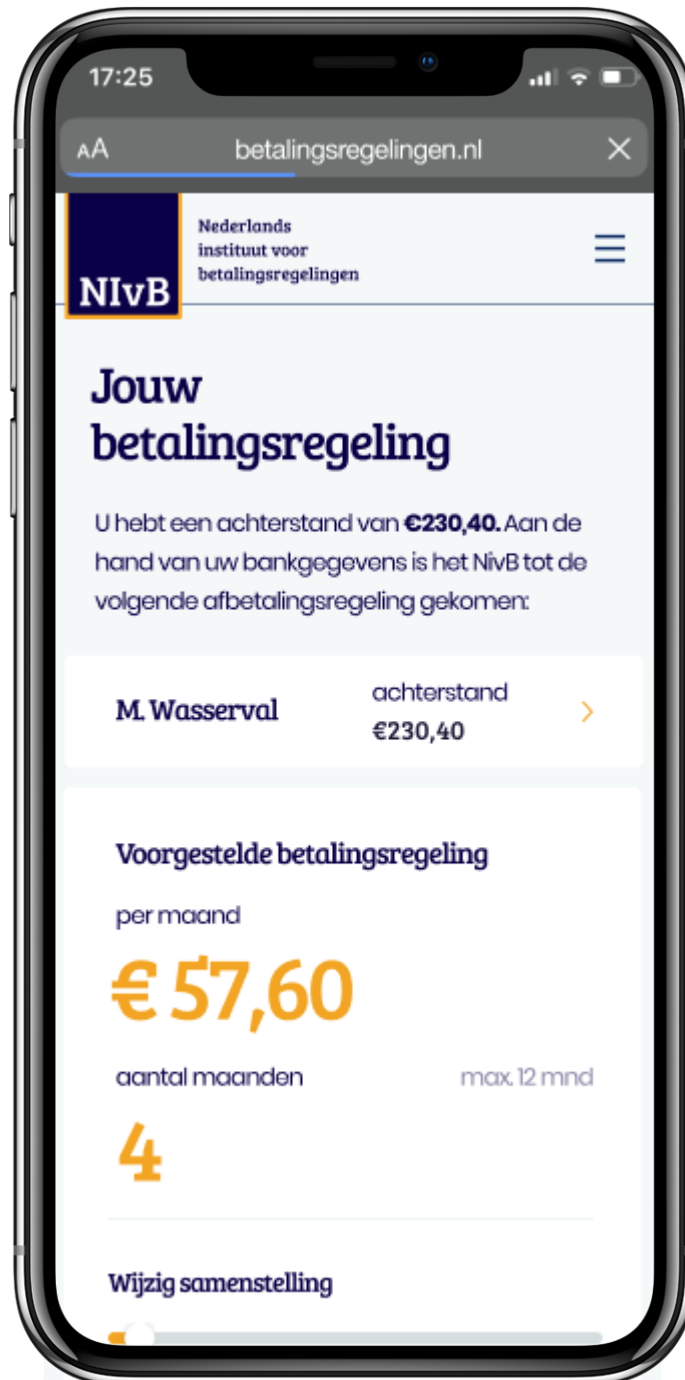 17:25
AA betalingsregelingen.nl
Nederlands
instituut voor
betalingsregelingen
NIvB
Jouw
betalingsregeling
U hebt een achterstand van €230,40. Aan de
hand van uw bankgegevens is het NivB tot de
volgende afbetalingsregeling gekomen:
M. Wasserval
achterstand
€230,40
Voorgestelde betalingsregeling
per maand
€ 57,60
aantal maanden max. 12 mnd
4
Wijzig samenstelling